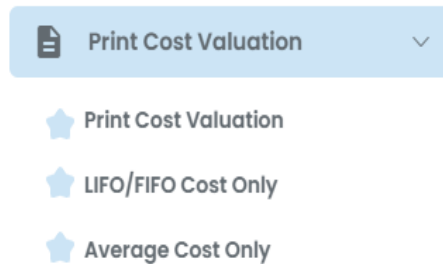 Print Cost Valuation
Print Cost Valuation
LIFO/FIFO Cost Only
Average Cost Only